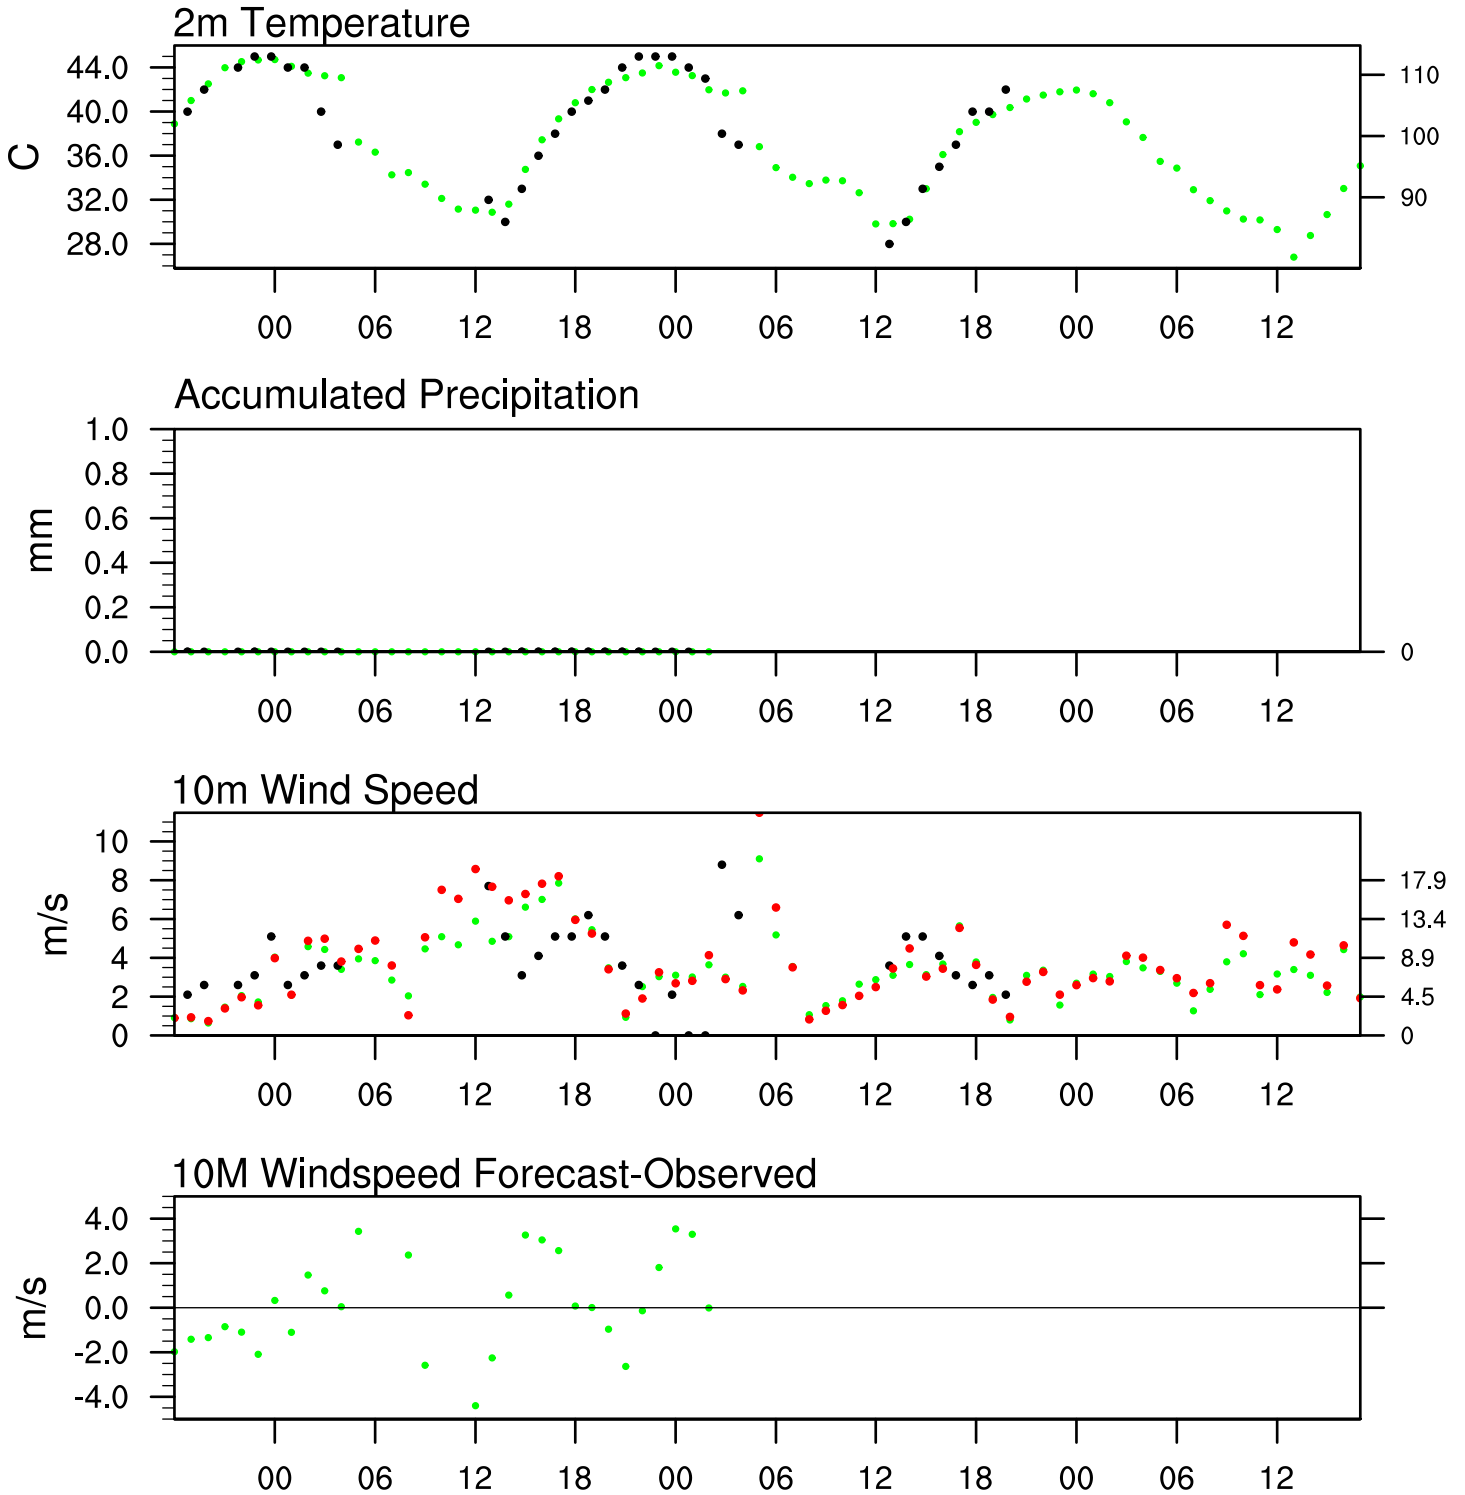 2m Temperature
44.0
40.0
36.0
32.0
28.0
C
110
100
90
00 06 12 18 00 06 12 18 00 06 12
Accumulated Precipitation
1.0
0.8
0.6
0.4
0.2
0.0
mm
0
00 06 12 18 00 06 12 18 00 06 12
10m Wind Speed
10
8
6
4
2
0
m/s
17.9
13.4
8.9
4.5
0
00 06 12 18 00 06 12 18 00 06 12
10M Windspeed Forecast-Observed
4.0
2.0
0.0
-2.0
-4.0
m/s
00 06 12 18 00 06 12 18 00 06 12